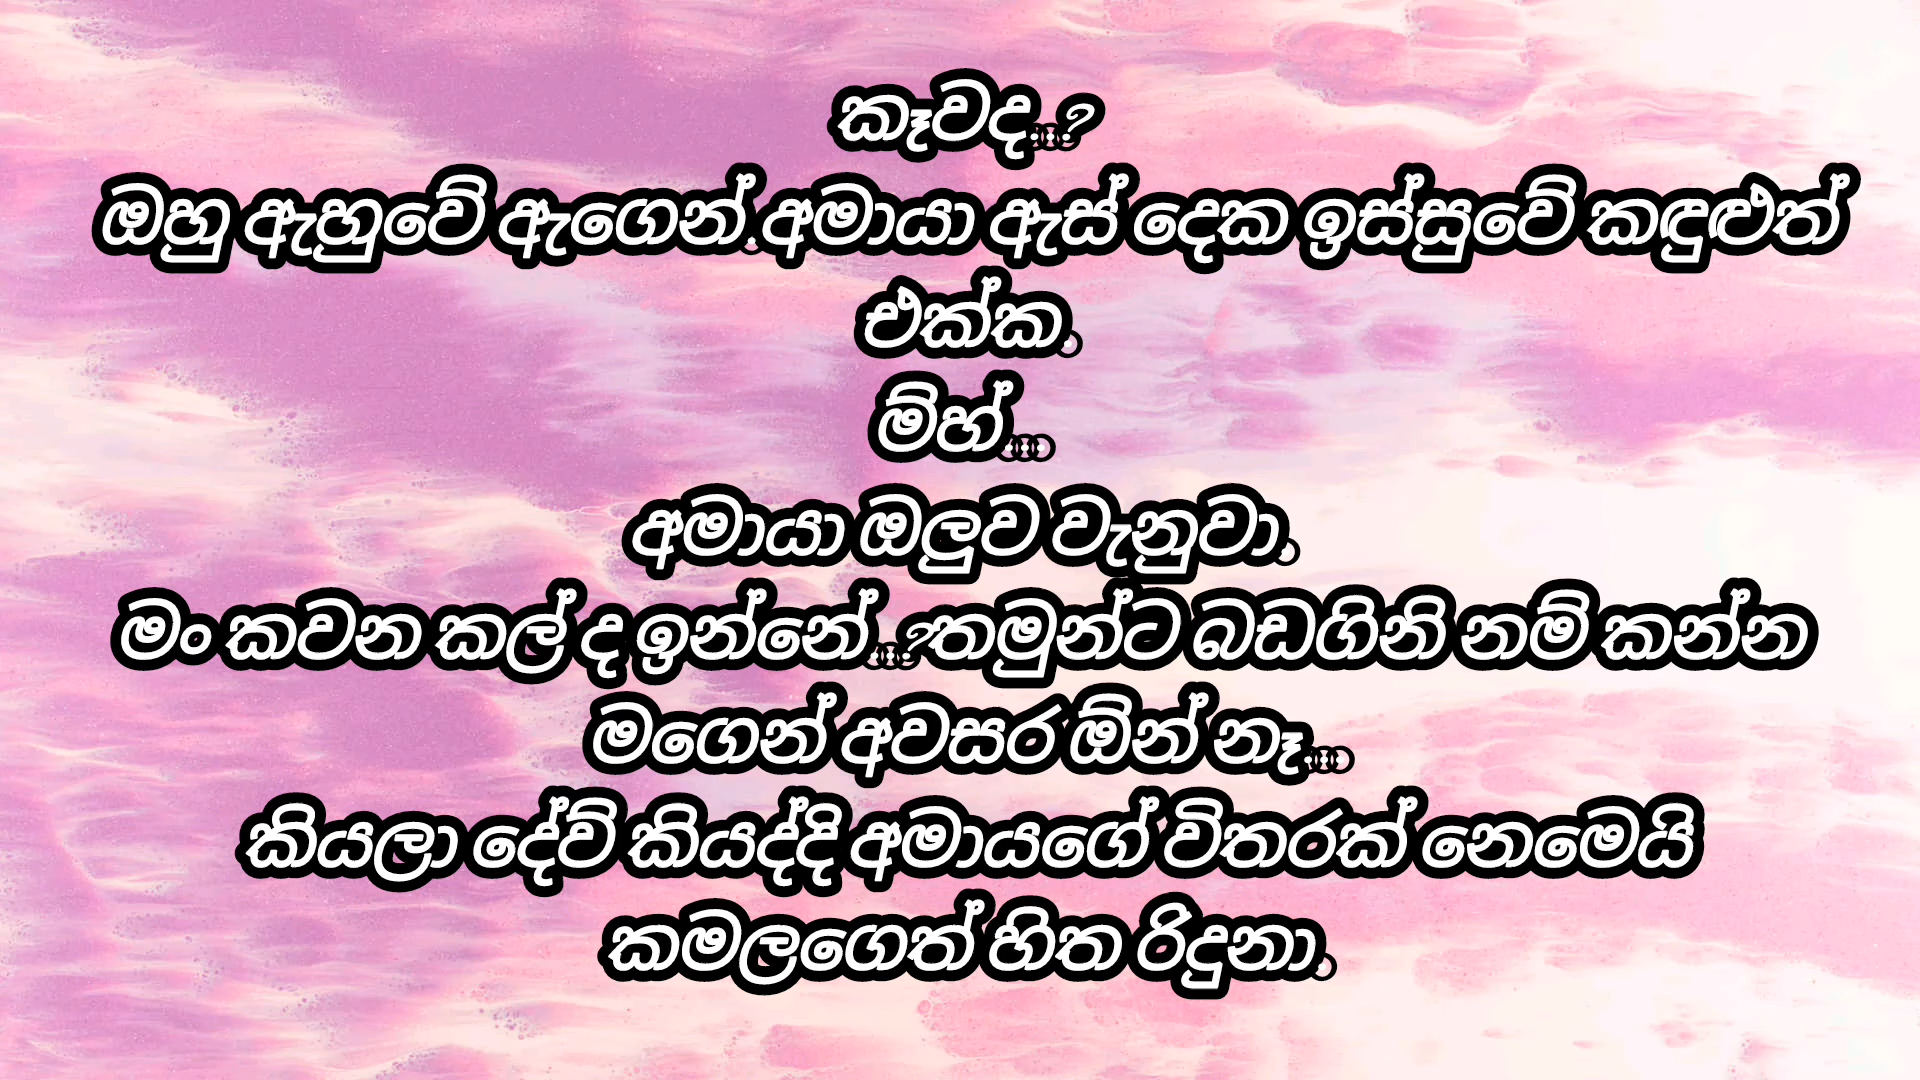 කෑවද...?
ඔහු ඇහුවේ ඇගෙන්.අමායා ඇස් දෙක ඉස්සුවේ කඳුළුත්
එක්ක.
ම්හ්...
අමායා ඔලුව වැනුවා.
මං කවන කල් ද ඉන්නේ...?තමුන්ට බඩගිනි නම් කන්න
මගෙන් අවසර ඕන් නෑ...
කියලා දේව් කියද්දි අමායගේ විතරක් නෙමෙයි
කමලගෙත් හිත රිදුනා.